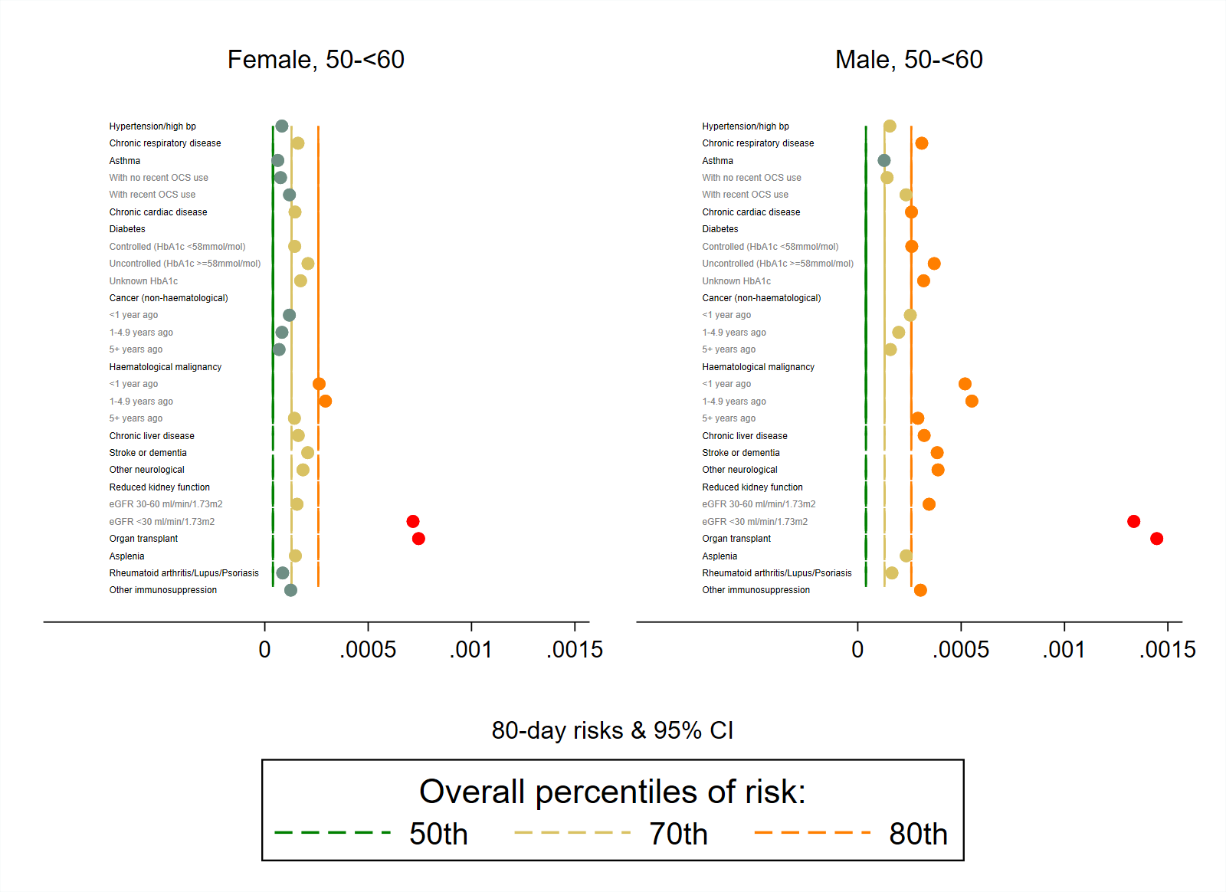 Female, 50-<60
Hypertension/high bp
Chronic respiratory disease
Asthma
With no recent OCS use
With recent OCS use
Chronic cardiac disease
Diabetes
Controlled (HbA1c <58mmol/mol)
Uncontrolled (HbA1c >=58mmol/mol)
Unknown HbA1c
Cancer (non-haematological)
<1 year ago
1-4.9 years ago
5+ years ago
Haematological malignancy
<1 year ago
1-4.9 years ago
5+ years ago
Chronic liver disease
Stroke or dementia
Other neurological
Reduced kidney function
eGFR 30-60 ml/min/1.73m2
eGFR <30 ml/min/1.73m2
Organ transplant
Asplenia
Rheumatoid arthritis/Lupus/Psoriasis
Other immunosuppression
0 .0005 .001 .0015
Male, 50-<60
Hypertension/high bp
Chronic respiratory disease
Asthma
With no recent OCS use
With recent OCS use
Chronic cardiac disease
Diabetes
Controlled (HbA1c <58mmol/mol)
Uncontrolled (HbA1c >=58mmol/mol)
Unknown HbA1c
Cancer (non-haematological)
<1 year ago
1-4.9 years ago
5+ years ago
Haematological malignancy
<1 year ago
1-4.9 years ago
5+ years ago
Chronic liver disease
Stroke or dementia
Other neurological
Reduced kidney function
eGFR 30-60 ml/min/1.73m2
eGFR <30 ml/min/1.73m2
Organ transplant
Asplenia
Rheumatoid arthritis/Lupus/Psoriasis
Other immunosuppression
0 .0005 .001 .0015
80-day risks & 95% CI
Overall percentiles of risk:
50th 70th 80th